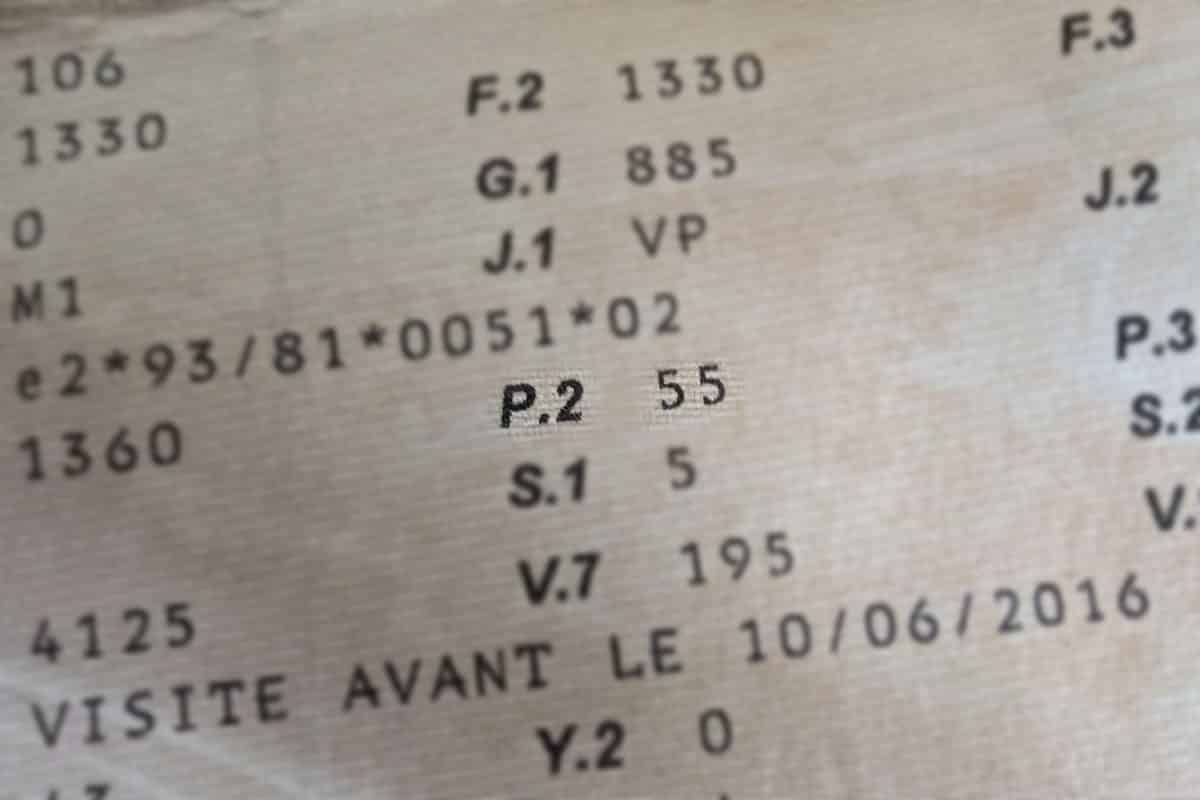 106 F.2 1330 F.3
1330 G.1 885
0 J.1 VP J.2
M1
e2*93/81*0051*02
1360 P.2 55 P.3
S.1 5 S.2
V.7 195 V.
4125
VISITE AVANT LE 10/06/2016
Y.2 0